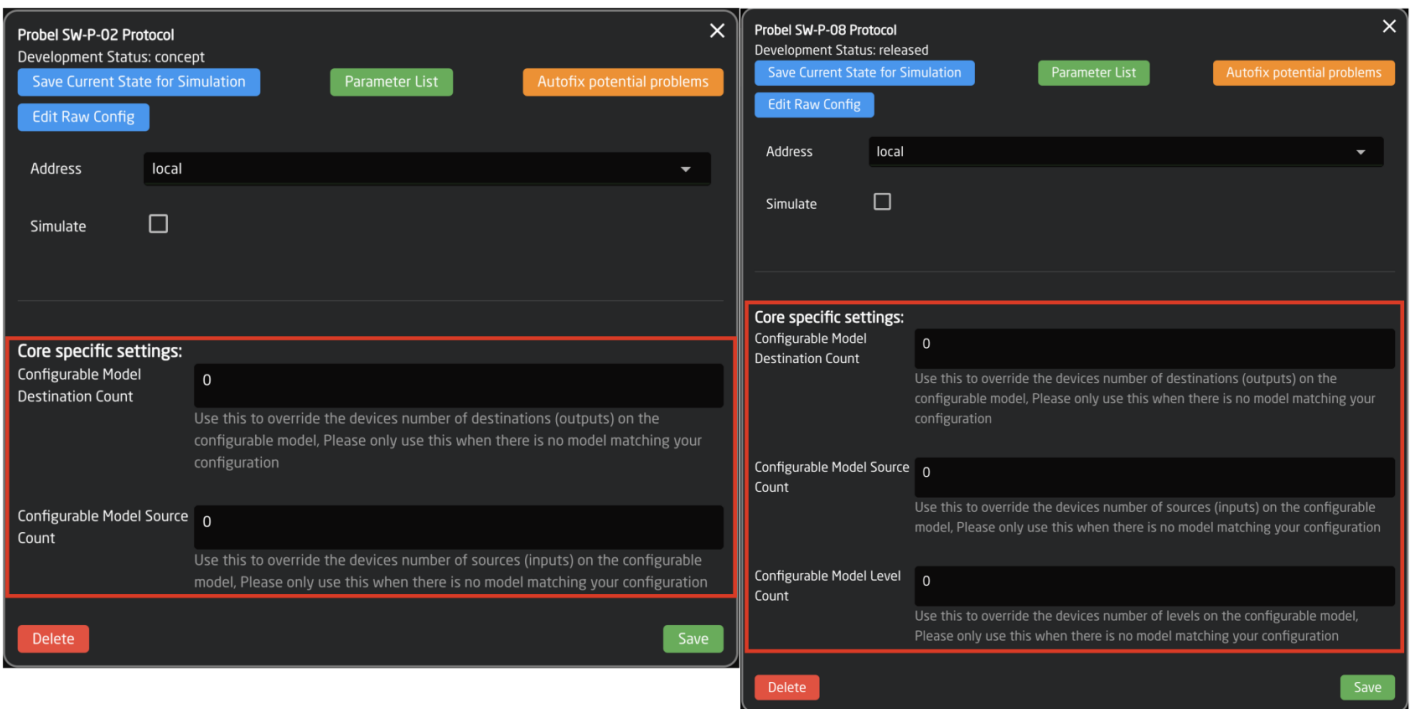 Probel SW-P-02 Protocol
Development Status: concept
Save Current State for Simulation
Parameter List
Autofix potential problems
Edit Raw Config
Address
local
Simulate
Core specific settings:
Configurable Model
Destination Count
0
Use this to override the devices number of destinations (outputs) on the
configurable model, Please only use this when there is no model matching your
configuration
Configurable Model Source
Count
0
Use this to override the devices number of sources (inputs) on the configurable
model, Please only use this when there is no model matching your configuration
Delete
Save
Probel SW-P-08 Protocol
Development Status: released
Save Current State for Simulation
Parameter List
Autofix potential problems
Edit Raw Config
Address
local
Simulate
Core specific settings:
Configurable Model
Destination Count
0
Use this to override the devices number of destinations (outputs) on the
configurable model, Please only use this when there is no model matching your
configuration
Configurable Model Source
Count
0
Use this to override the devices number of sources (inputs) on the configurable
model, Please only use this when there is no model matching your configuration
Configurable Model Level
Count
0
Use this to override the devices number of levels on the configurable model,
Please only use this when there is no model matching your configuration
Delete
Save